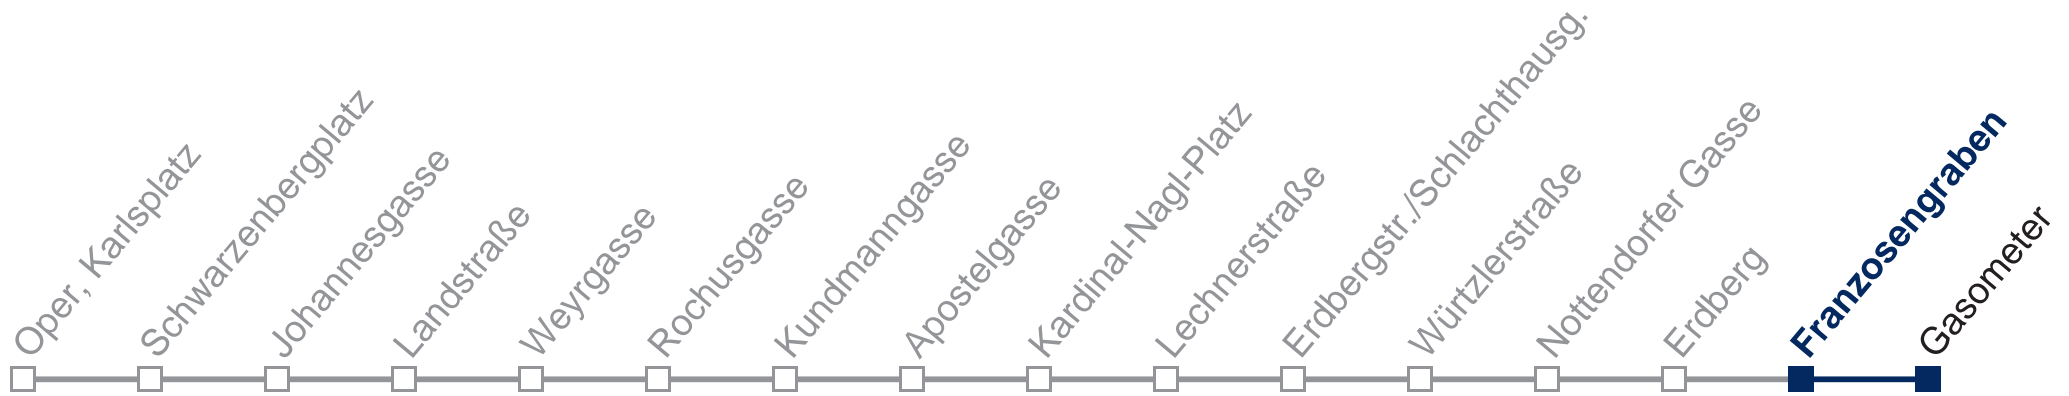 Oper, Karlsplatz
Schwarzenbergplatz
Johannesgasse
Landstraße
Weyrgasse
Rochusgasse
Kundmanngasse
Apostelgasse
Kardinal-Nagl-Platz
Lechnerstraße
Erdbergstr./Schlachthausg.
Würtzlerstraße
Nottendorfer Gasse
Erdberg
Franzosengraben
Gasometer